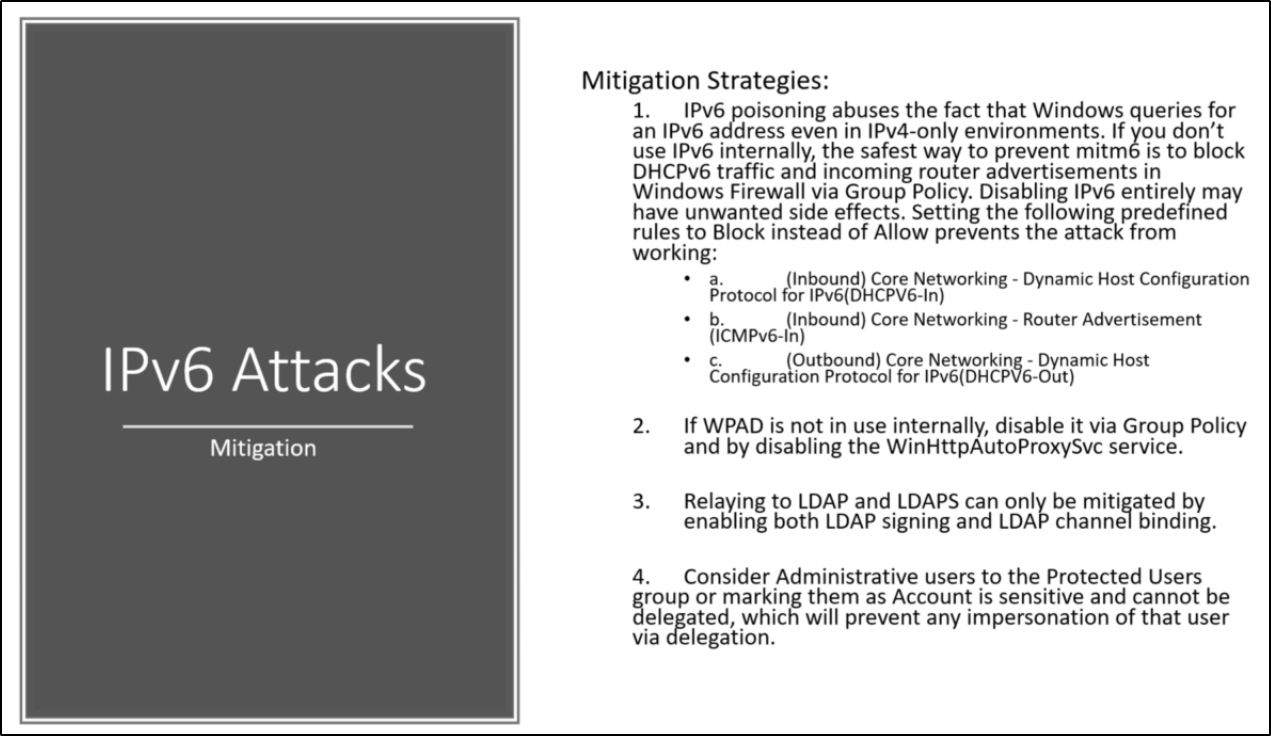 IPv6 Attacks
Mitigation
Mitigation Strategies:
1. IPv6 poisoning abuses the fact that Windows queries for
an IPv6 address even in IPv4-only environments. If you don’t
use IPv6 internally, the safest way to prevent mitm6 is to block
DHCPv6 traffic and incoming router advertisements in
Windows Firewall via Group Policy. Disabling IPv6 entirely may
have unwanted side effects. Setting the following predefined
rules to Block instead of Allow prevents the attack from
working:
• a. (Inbound) Core Networking - Dynamic Host Configuration
Protocol for IPv6(DHCPV6-In)
• b. (Inbound) Core Networking - Router Advertisement
(ICMPv6-In)
• c. (Outbound) Core Networking - Dynamic Host
Configuration Protocol for IPv6(DHCPV6-Out)
2. If WPAD is not in use internally, disable it via Group Policy
and by disabling the WinHttpAutoProxySvc service.
3. Relaying to LDAP and LDAPS can only be mitigated by
enabling both LDAP signing and LDAP channel binding.
4. Consider Administrative users to the Protected Users
group or marking them as Account is sensitive and cannot be
delegated, which will prevent any impersonation of that user
via delegation.